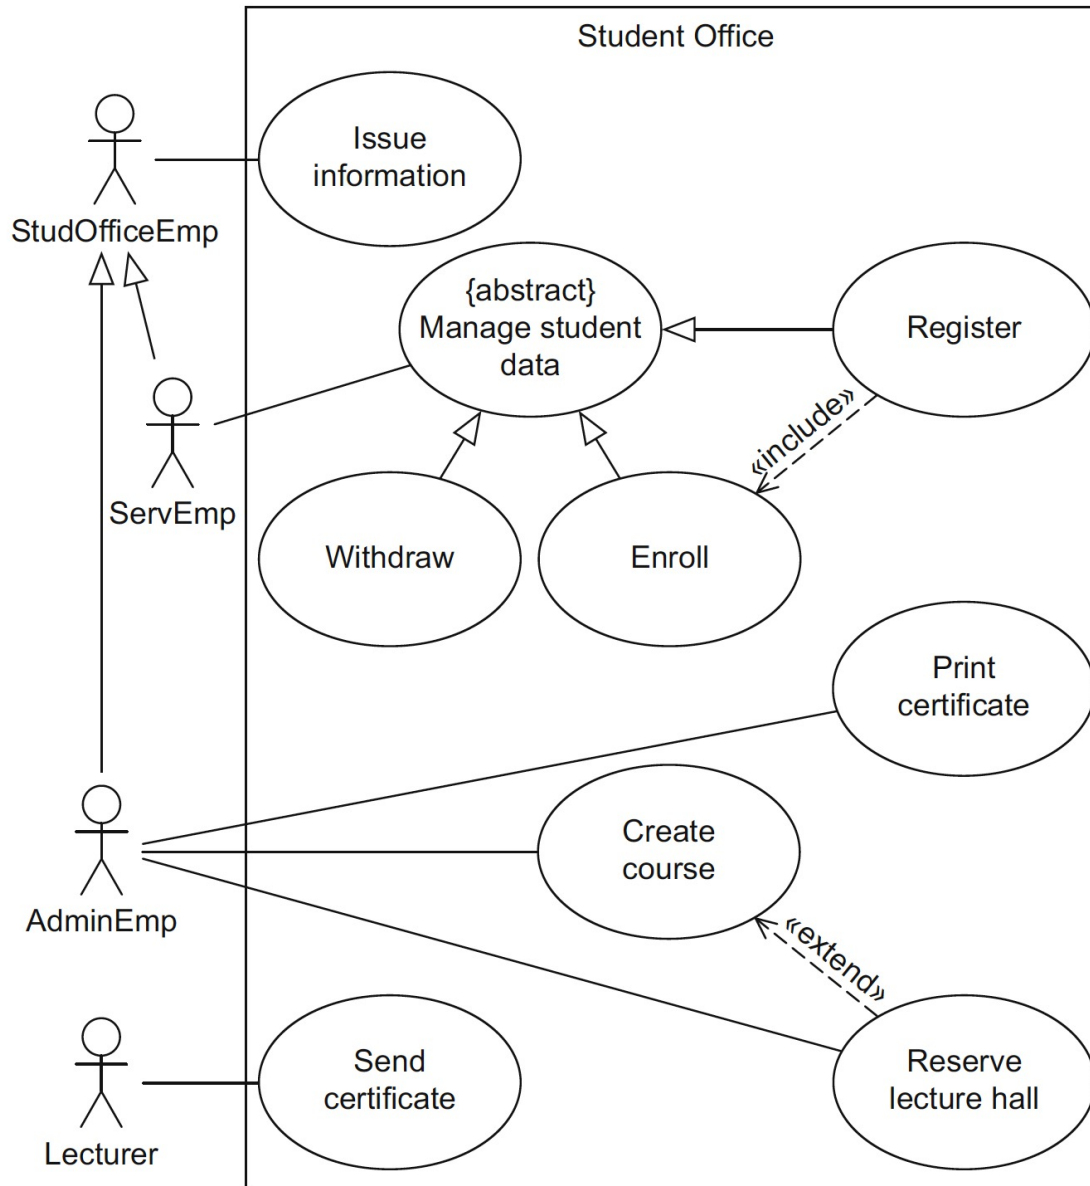 Student Office
Issue
information
StudOfficeEmp
{abstract}
Manage student
data
Register
«include»
ServEmp
Withdraw
Enroll
Print
certificate
Create
course
AdminEmp
«extend»
Send
certificate
Reserve
lecture hall
Lecturer